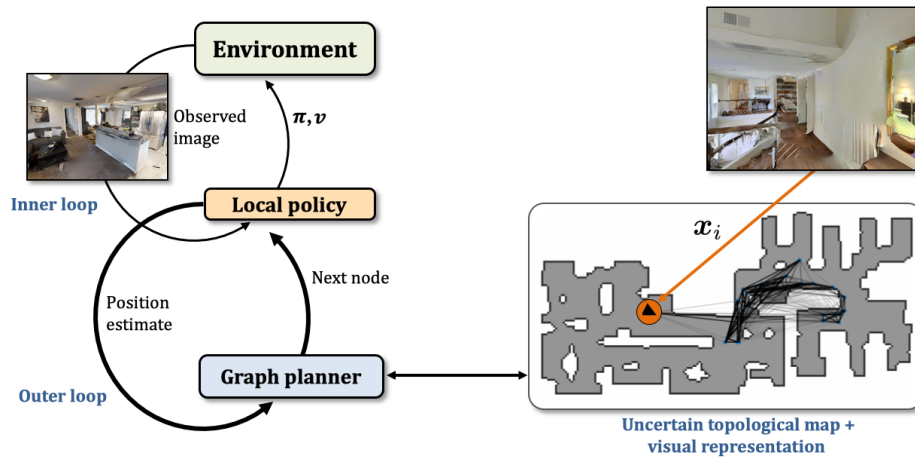 Environment
Observed
image
π, v
Inner loop
Local policy
x_i
Next node
Position
estimate
Graph planner
Outer loop
Uncertain topological map +
visual representation